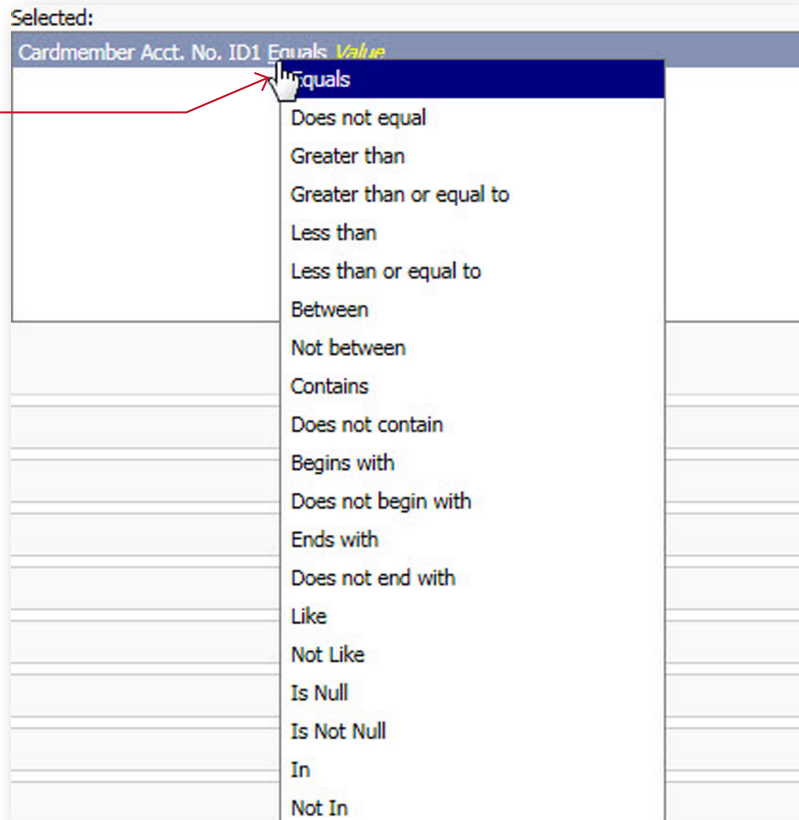 Selected:
Cardmember Acct. No. ID1 Equals Value
Equals
Does not equal
Greater than
Greater than or equal to
Less than
Less than or equal to
Between
Not between
Contains
Does not contain
Begins with
Does not begin with
Ends with
Does not end with
Like
Not Like
Is Null
Is Not Null
In
Not In